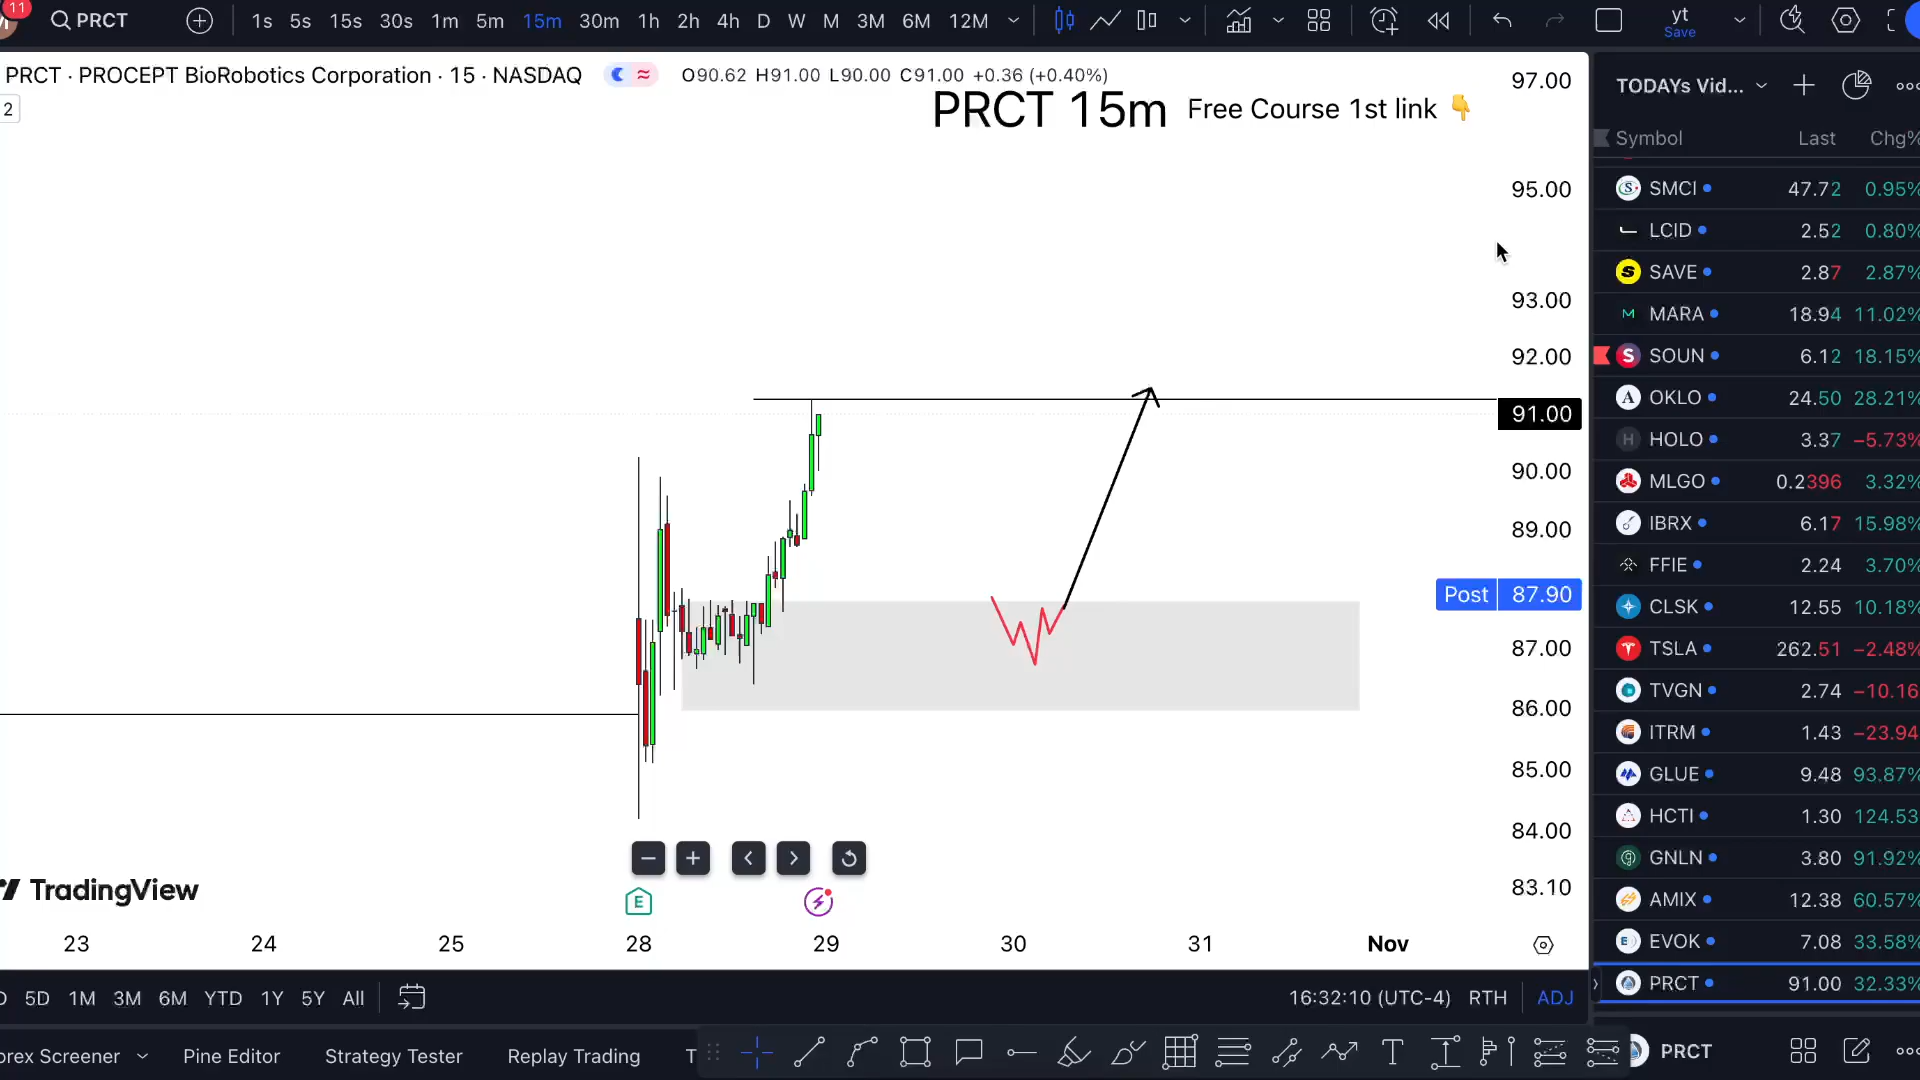 11
PRCT 1s 5s 15s 30s 1m 5m 15m 30m 1h 2h 4h D W M 3M 6M 12M yt
Save
PRCT · PROCEPT BioRobotics Corporation · 15 · NASDAQ O90.62 H91.00 L90.00 C91.00 +0.36 (+0.40%)
2
PRCT 15m Free Course 1st link
97.00
95.00
93.00
92.00
91.00
90.00
89.00
Post 87.90
87.00
86.00
85.00
84.00
83.10
TradingView
E
23 24 25 28 29 30 31 Nov
5D 1M 3M 6M YTD 1Y 5Y All 16:32:10 (UTC-4) RTH ADJ
orex Screener Pine Editor Strategy Tester Replay Trading T
TODAYs Vid...
Symbol Last Chg%
SMCI 47.72 0.95%
LCID 2.52 0.80%
SAVE 2.87 2.87%
MARA 18.94 11.02%
SOUN 6.12 18.15%
OKLO 24.50 28.21%
HOLO 3.37 −5.73%
MLGO 0.2396 3.32%
IBRX 6.17 15.98%
FFIE 2.24 3.70%
CLSK 12.55 10.18%
TSLA 262.51 −2.48%
TVGN 2.74 −10.16
ITRM 1.43 −23.94
GLUE 9.48 93.87%
HCTI 1.30 124.53
GNLN 3.80 91.92%
AMIX 12.38 60.57%
EVOK 7.08 33.58%
PRCT 91.00 32.33%
PRCT